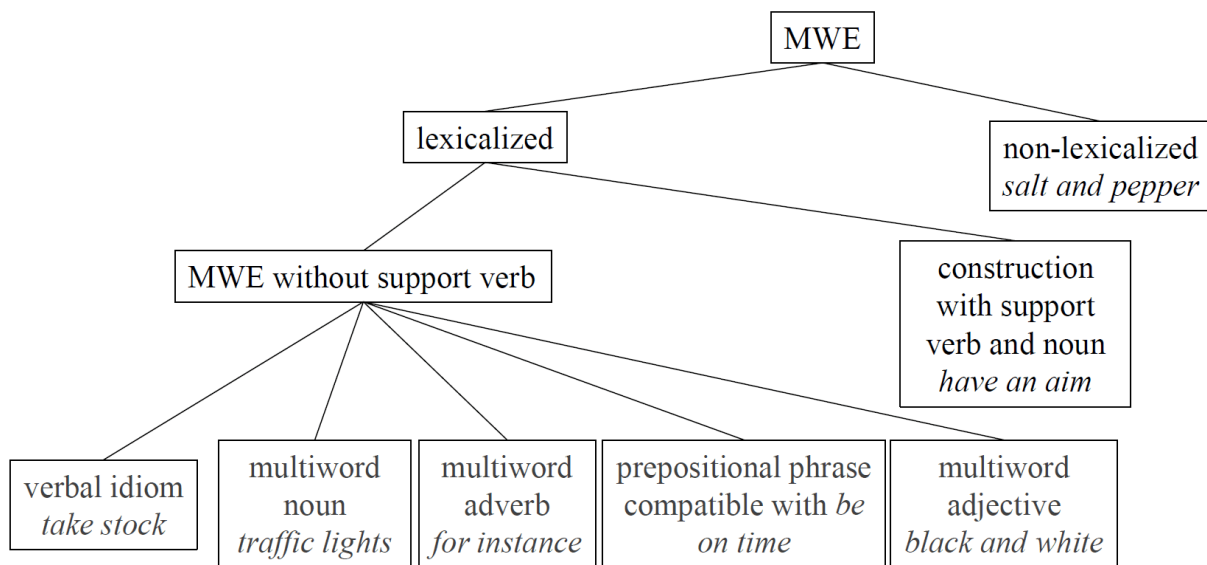 MWE
lexicalized
non-lexicalized
salt and pepper
MWE without support verb
construction
with support
verb and noun
have an aim
verbal idiom
take stock
multiword
noun
traffic lights
multiword
adverb
for instance
prepositional phrase
compatible with be
on time
multiword
adjective
black and white